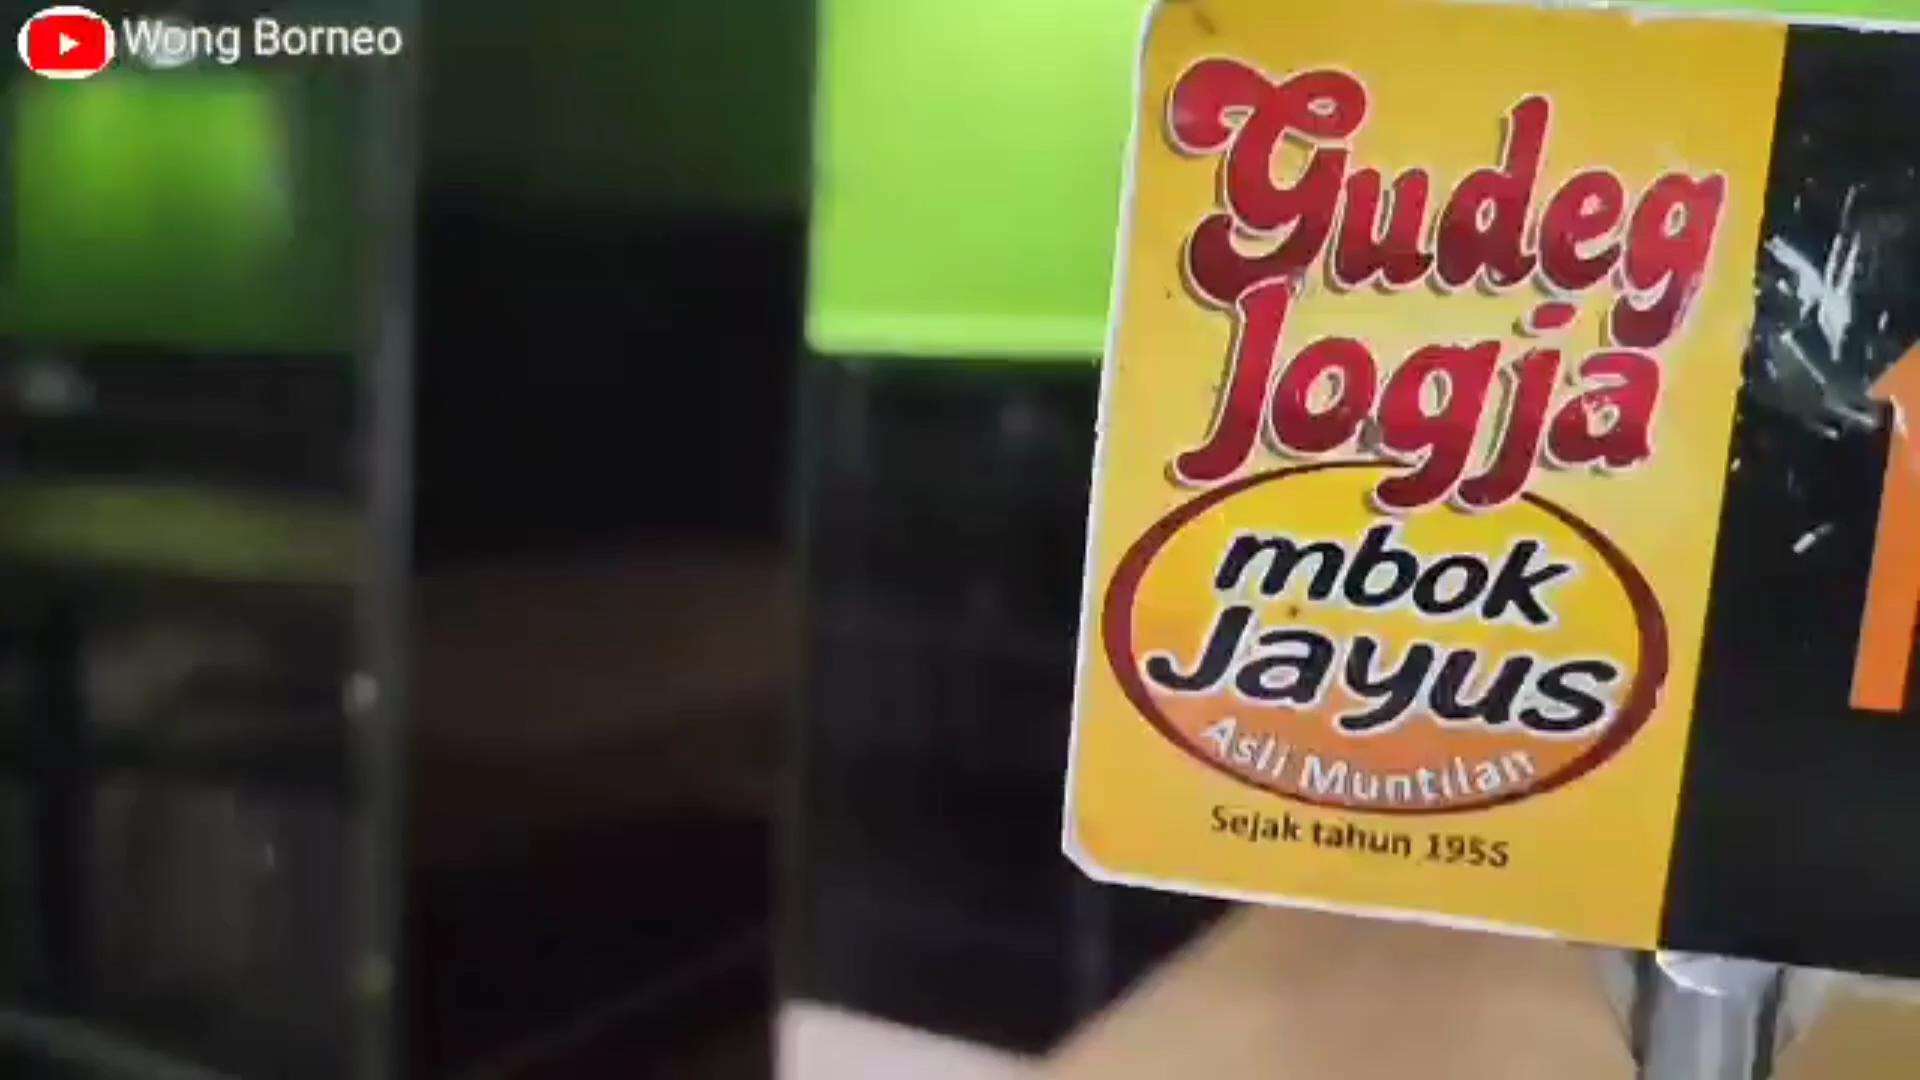 Wong Borneo
Gudeg
Jogja
mbok
Jayus
Asli Muntilan
Sejak tahun 1955